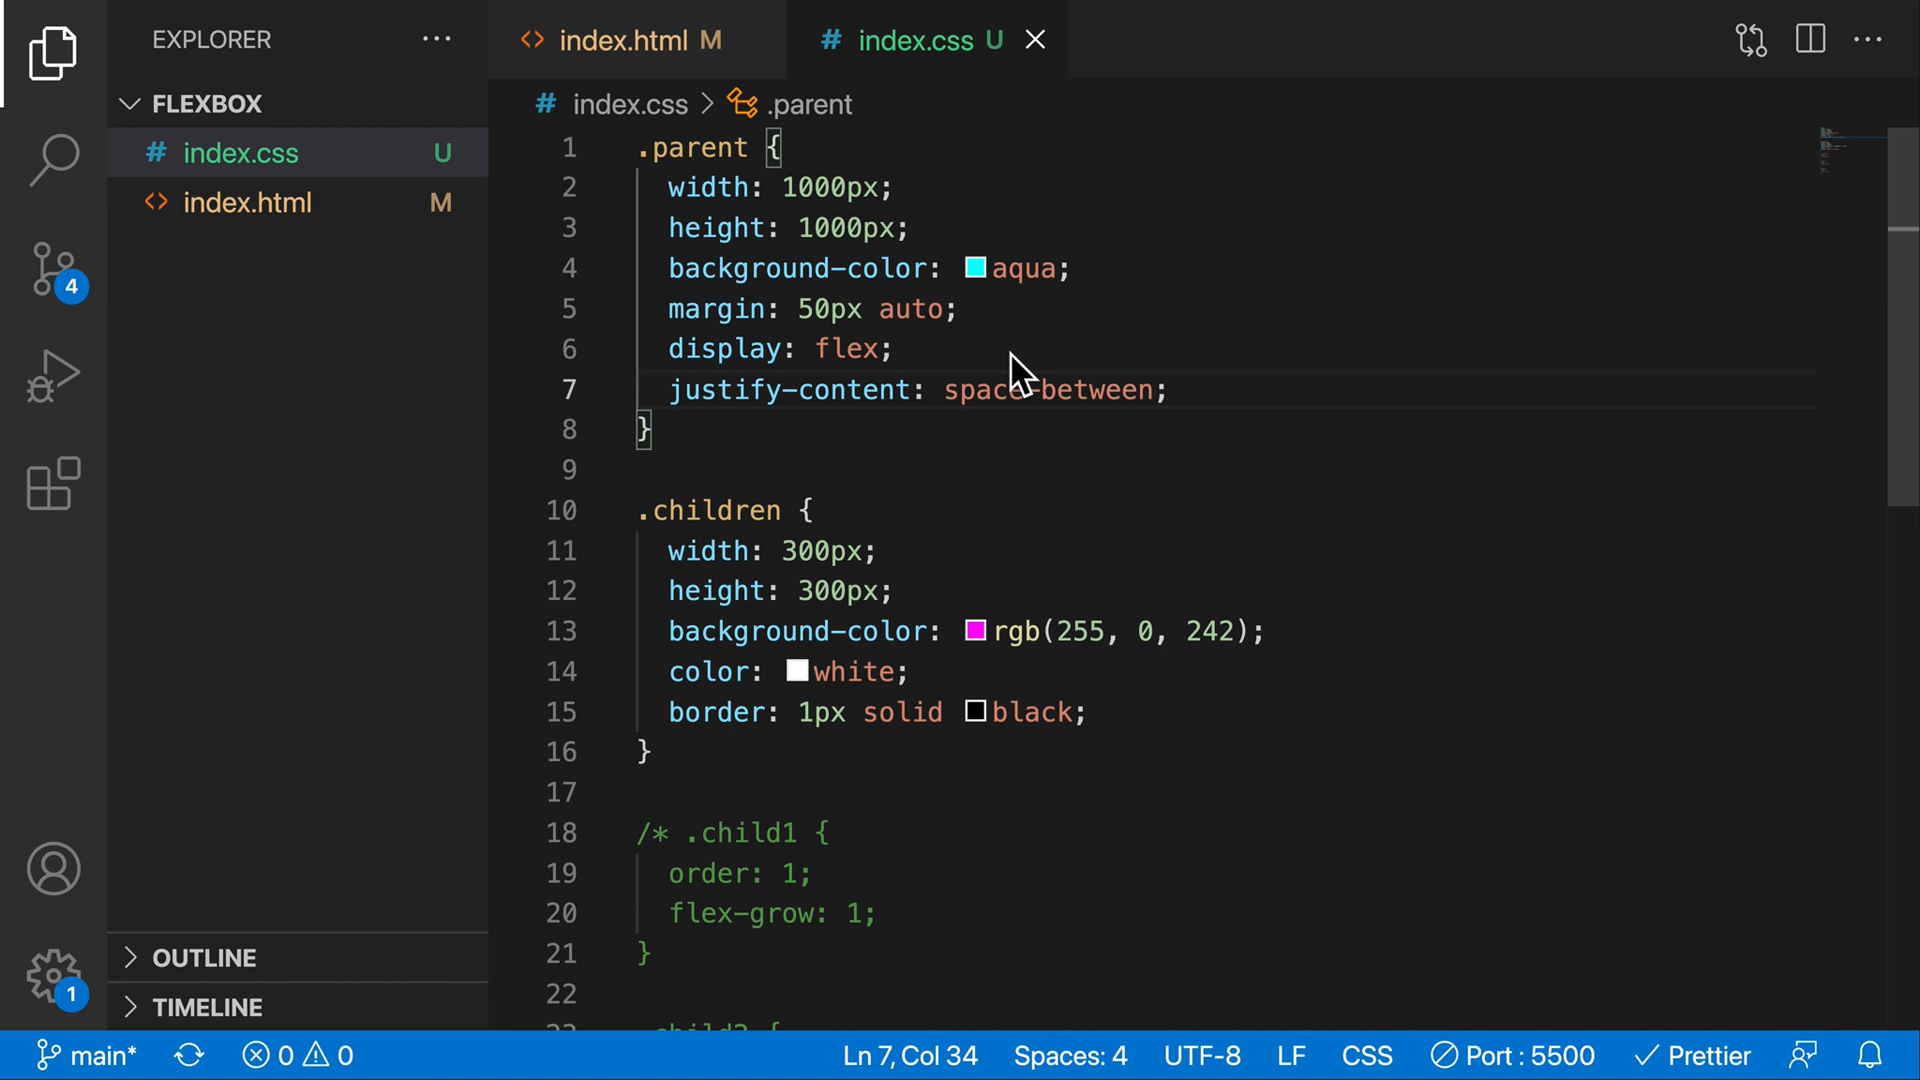 EXPLORER
FLEXBOX
index.css U
index.html M
OUTLINE
TIMELINE
4
1
index.html M
index.css U
index.css > .parent
1 .parent {
2 width: 1000px;
3 height: 1000px;
4 background-color: aqua;
5 margin: 50px auto;
6 display: flex;
7 justify-content: space-between;
8 }
9
10 .children {
11 width: 300px;
12 height: 300px;
13 background-color: rgb(255, 0, 242);
14 color: white;
15 border: 1px solid black;
16 }
17
18 /* .child1 {
19 order: 1;
20 flex-grow: 1;
21 }
22
main* 0 0 Ln 7, Col 34 Spaces: 4 UTF-8 LF CSS Port : 5500 Prettier